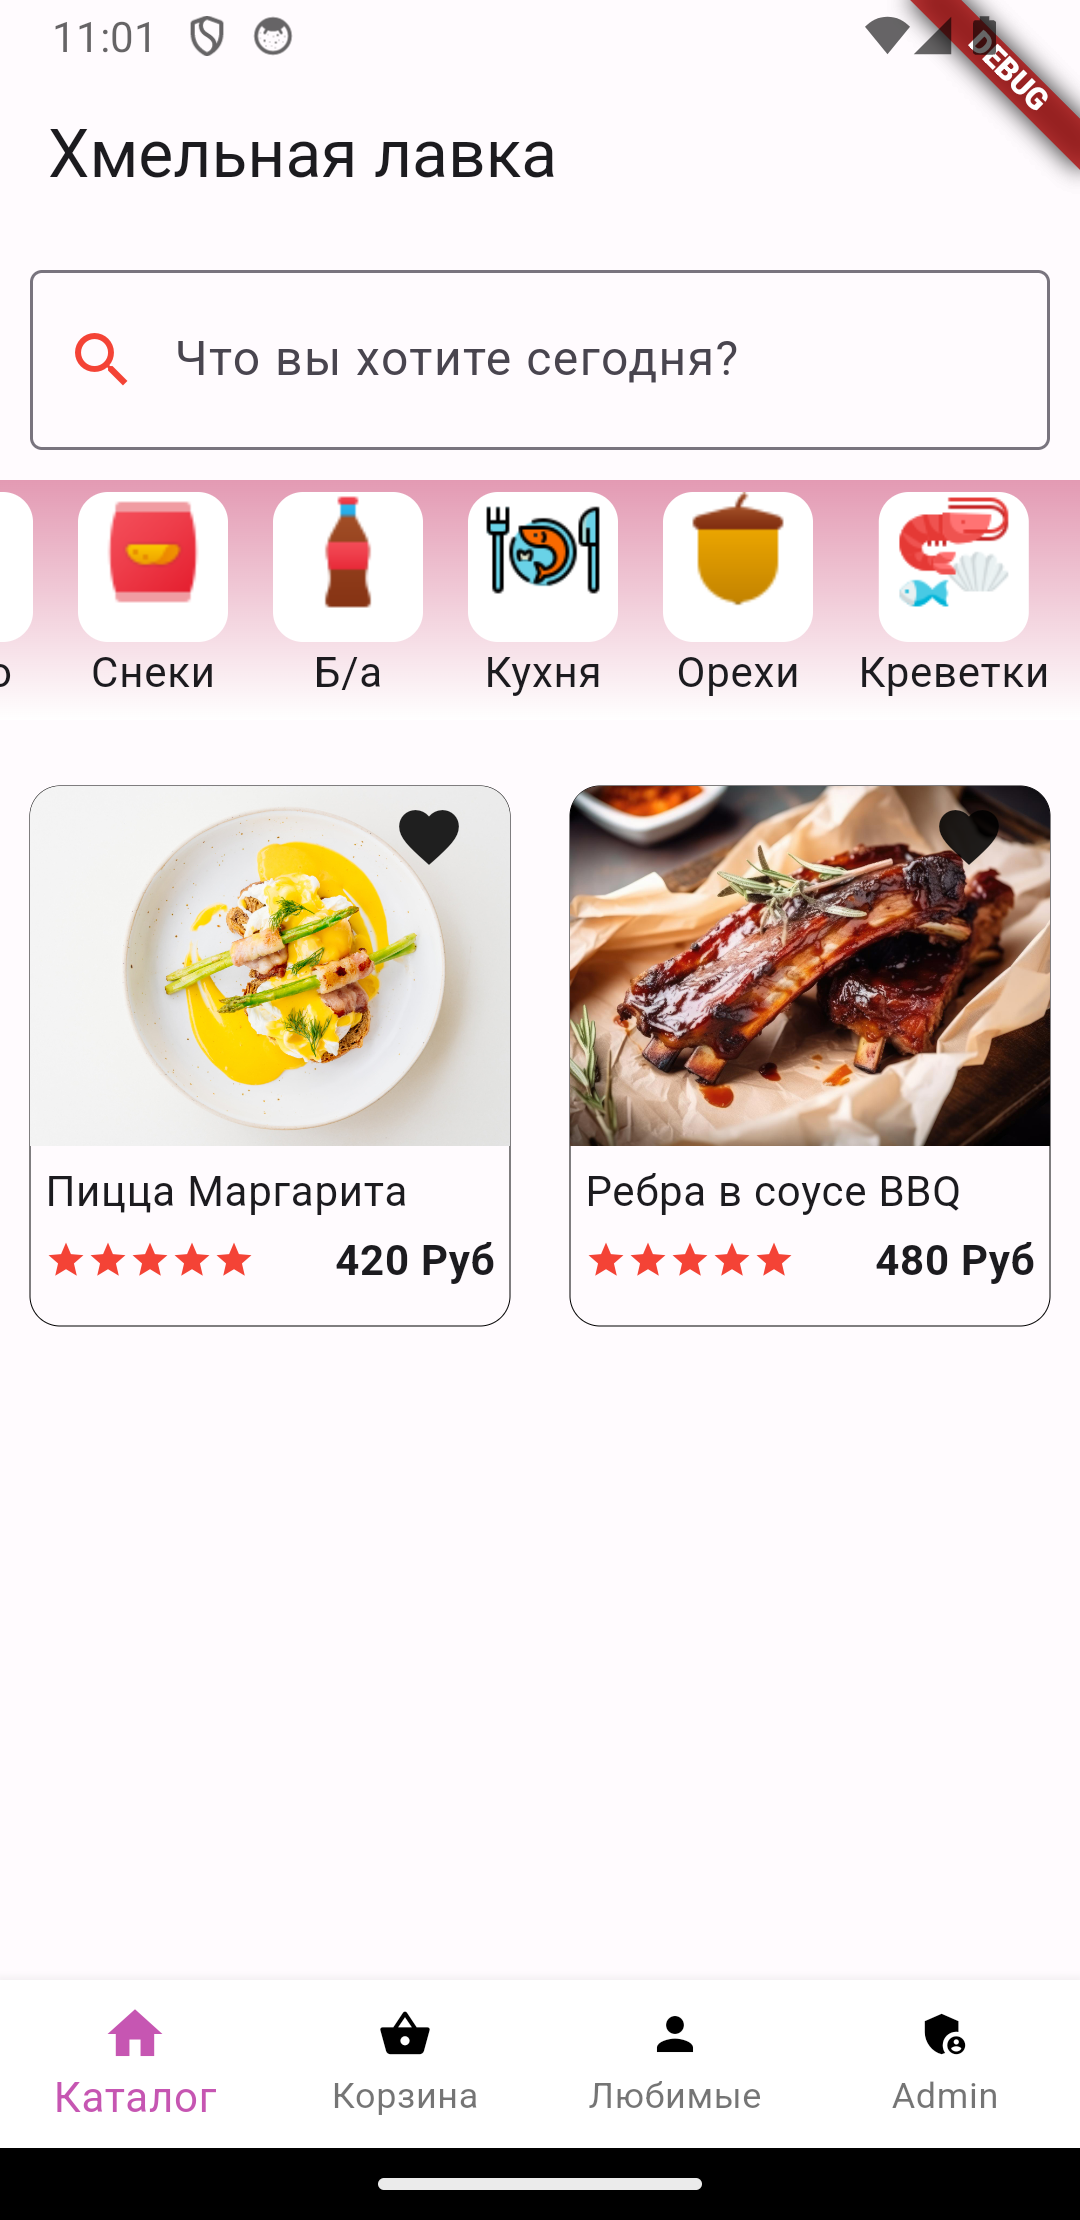 11:01
DEBUG
Хмельная лавка
Что вы хотите сегодня?
о
Снеки
Б/а
Кухня
Орехи
Креветки
Пицца Маргарита
420 Руб
Ребра в соусе BBQ
480 Руб
Каталог
Корзина
Любимые
Admin